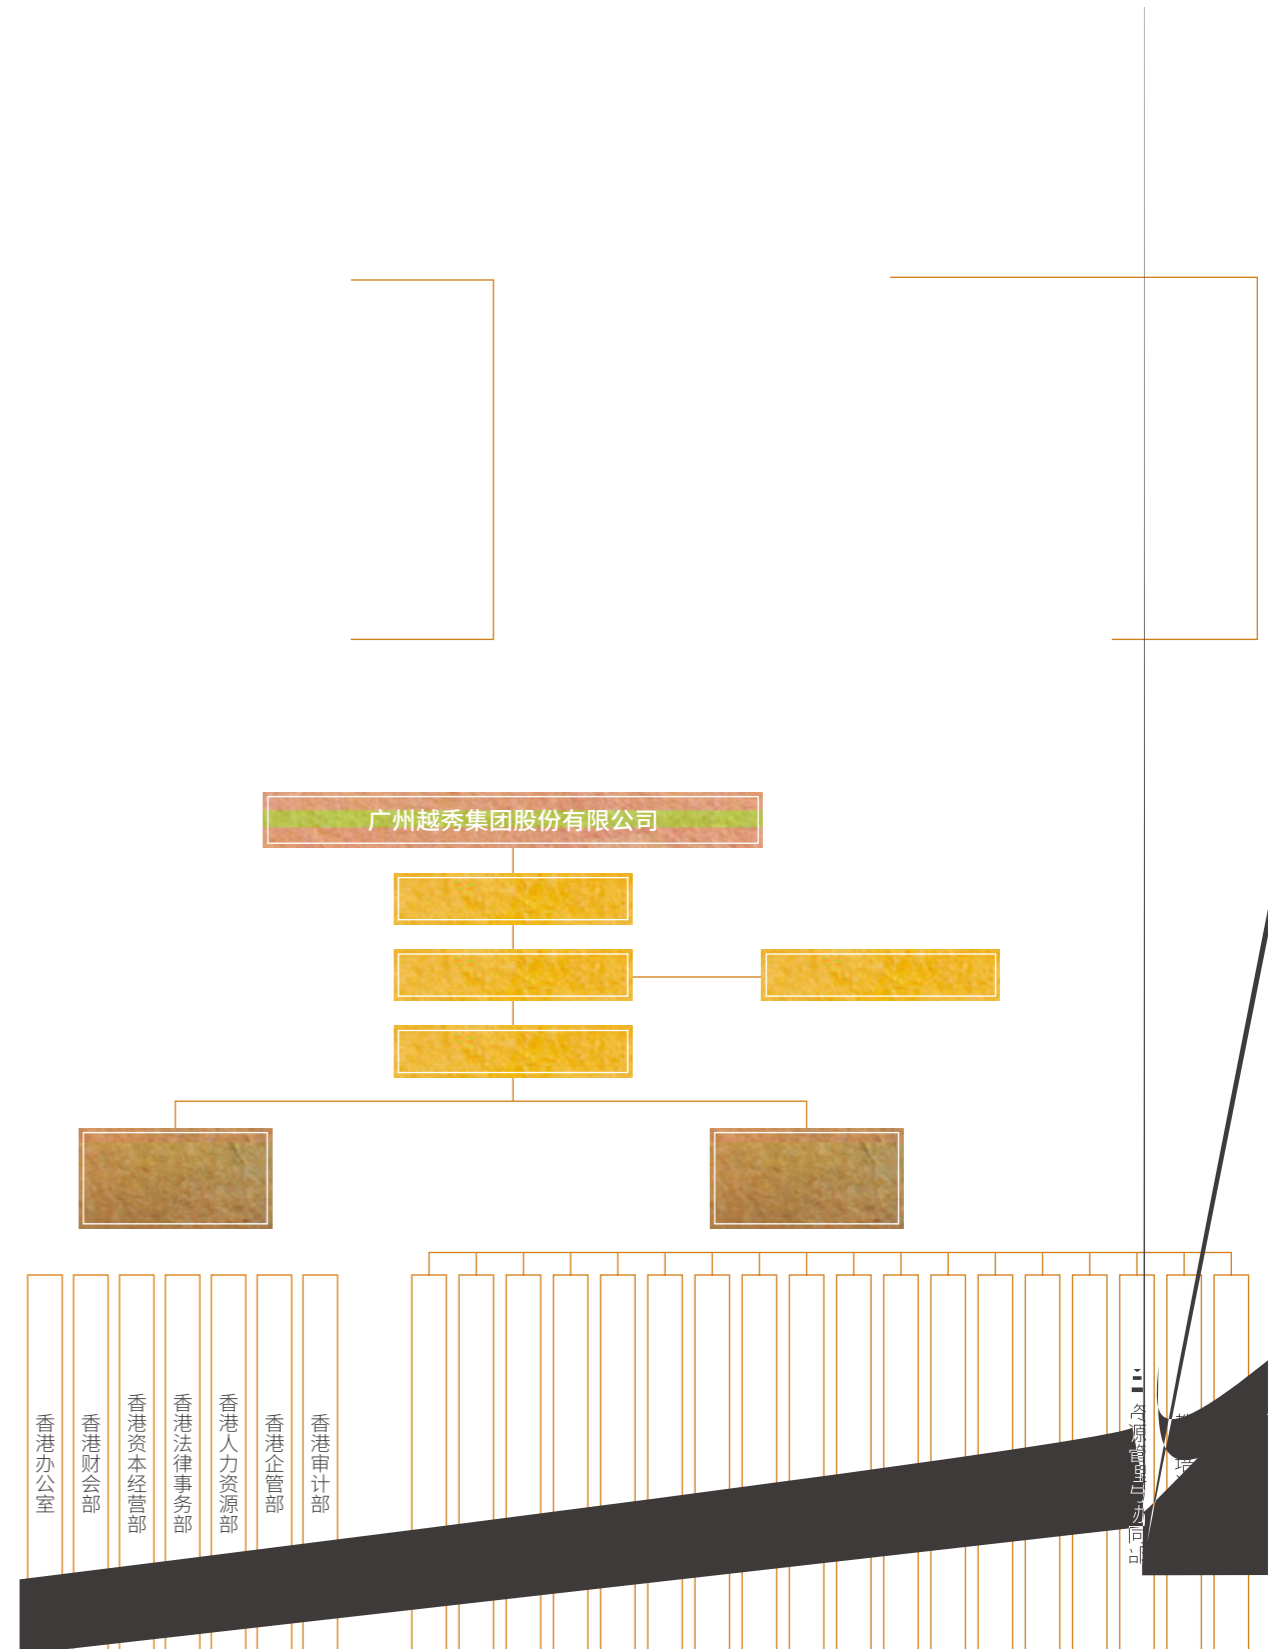 广州越秀集团股份有限公司
香港办公室
香港财会部
香港资本经营部
香港法律事务部
香港人力资源部
香港企管部
香港审计部